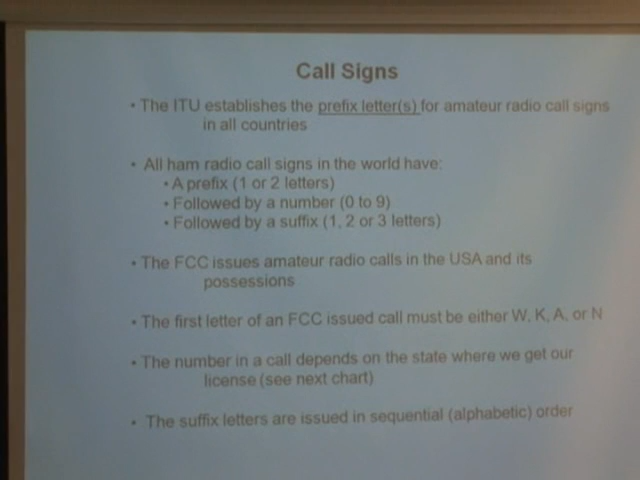 Call Signs
• The ITU establishes the prefix letter(s) for amateur radio call signs
in all countries
• All ham radio call signs in the world have:
• A prefix (1 or 2 letters)
• Followed by a number (0 to 9)
• Followed by a suffix (1, 2 or 3 letters)
• The FCC issues amateur radio calls in the USA and its
possessions
• The first letter of an FCC issued call must be either W, K, A, or N
• The number in a call depends on the state where we get our
license (see next chart)
• The suffix letters are issued in sequential (alphabetic) order